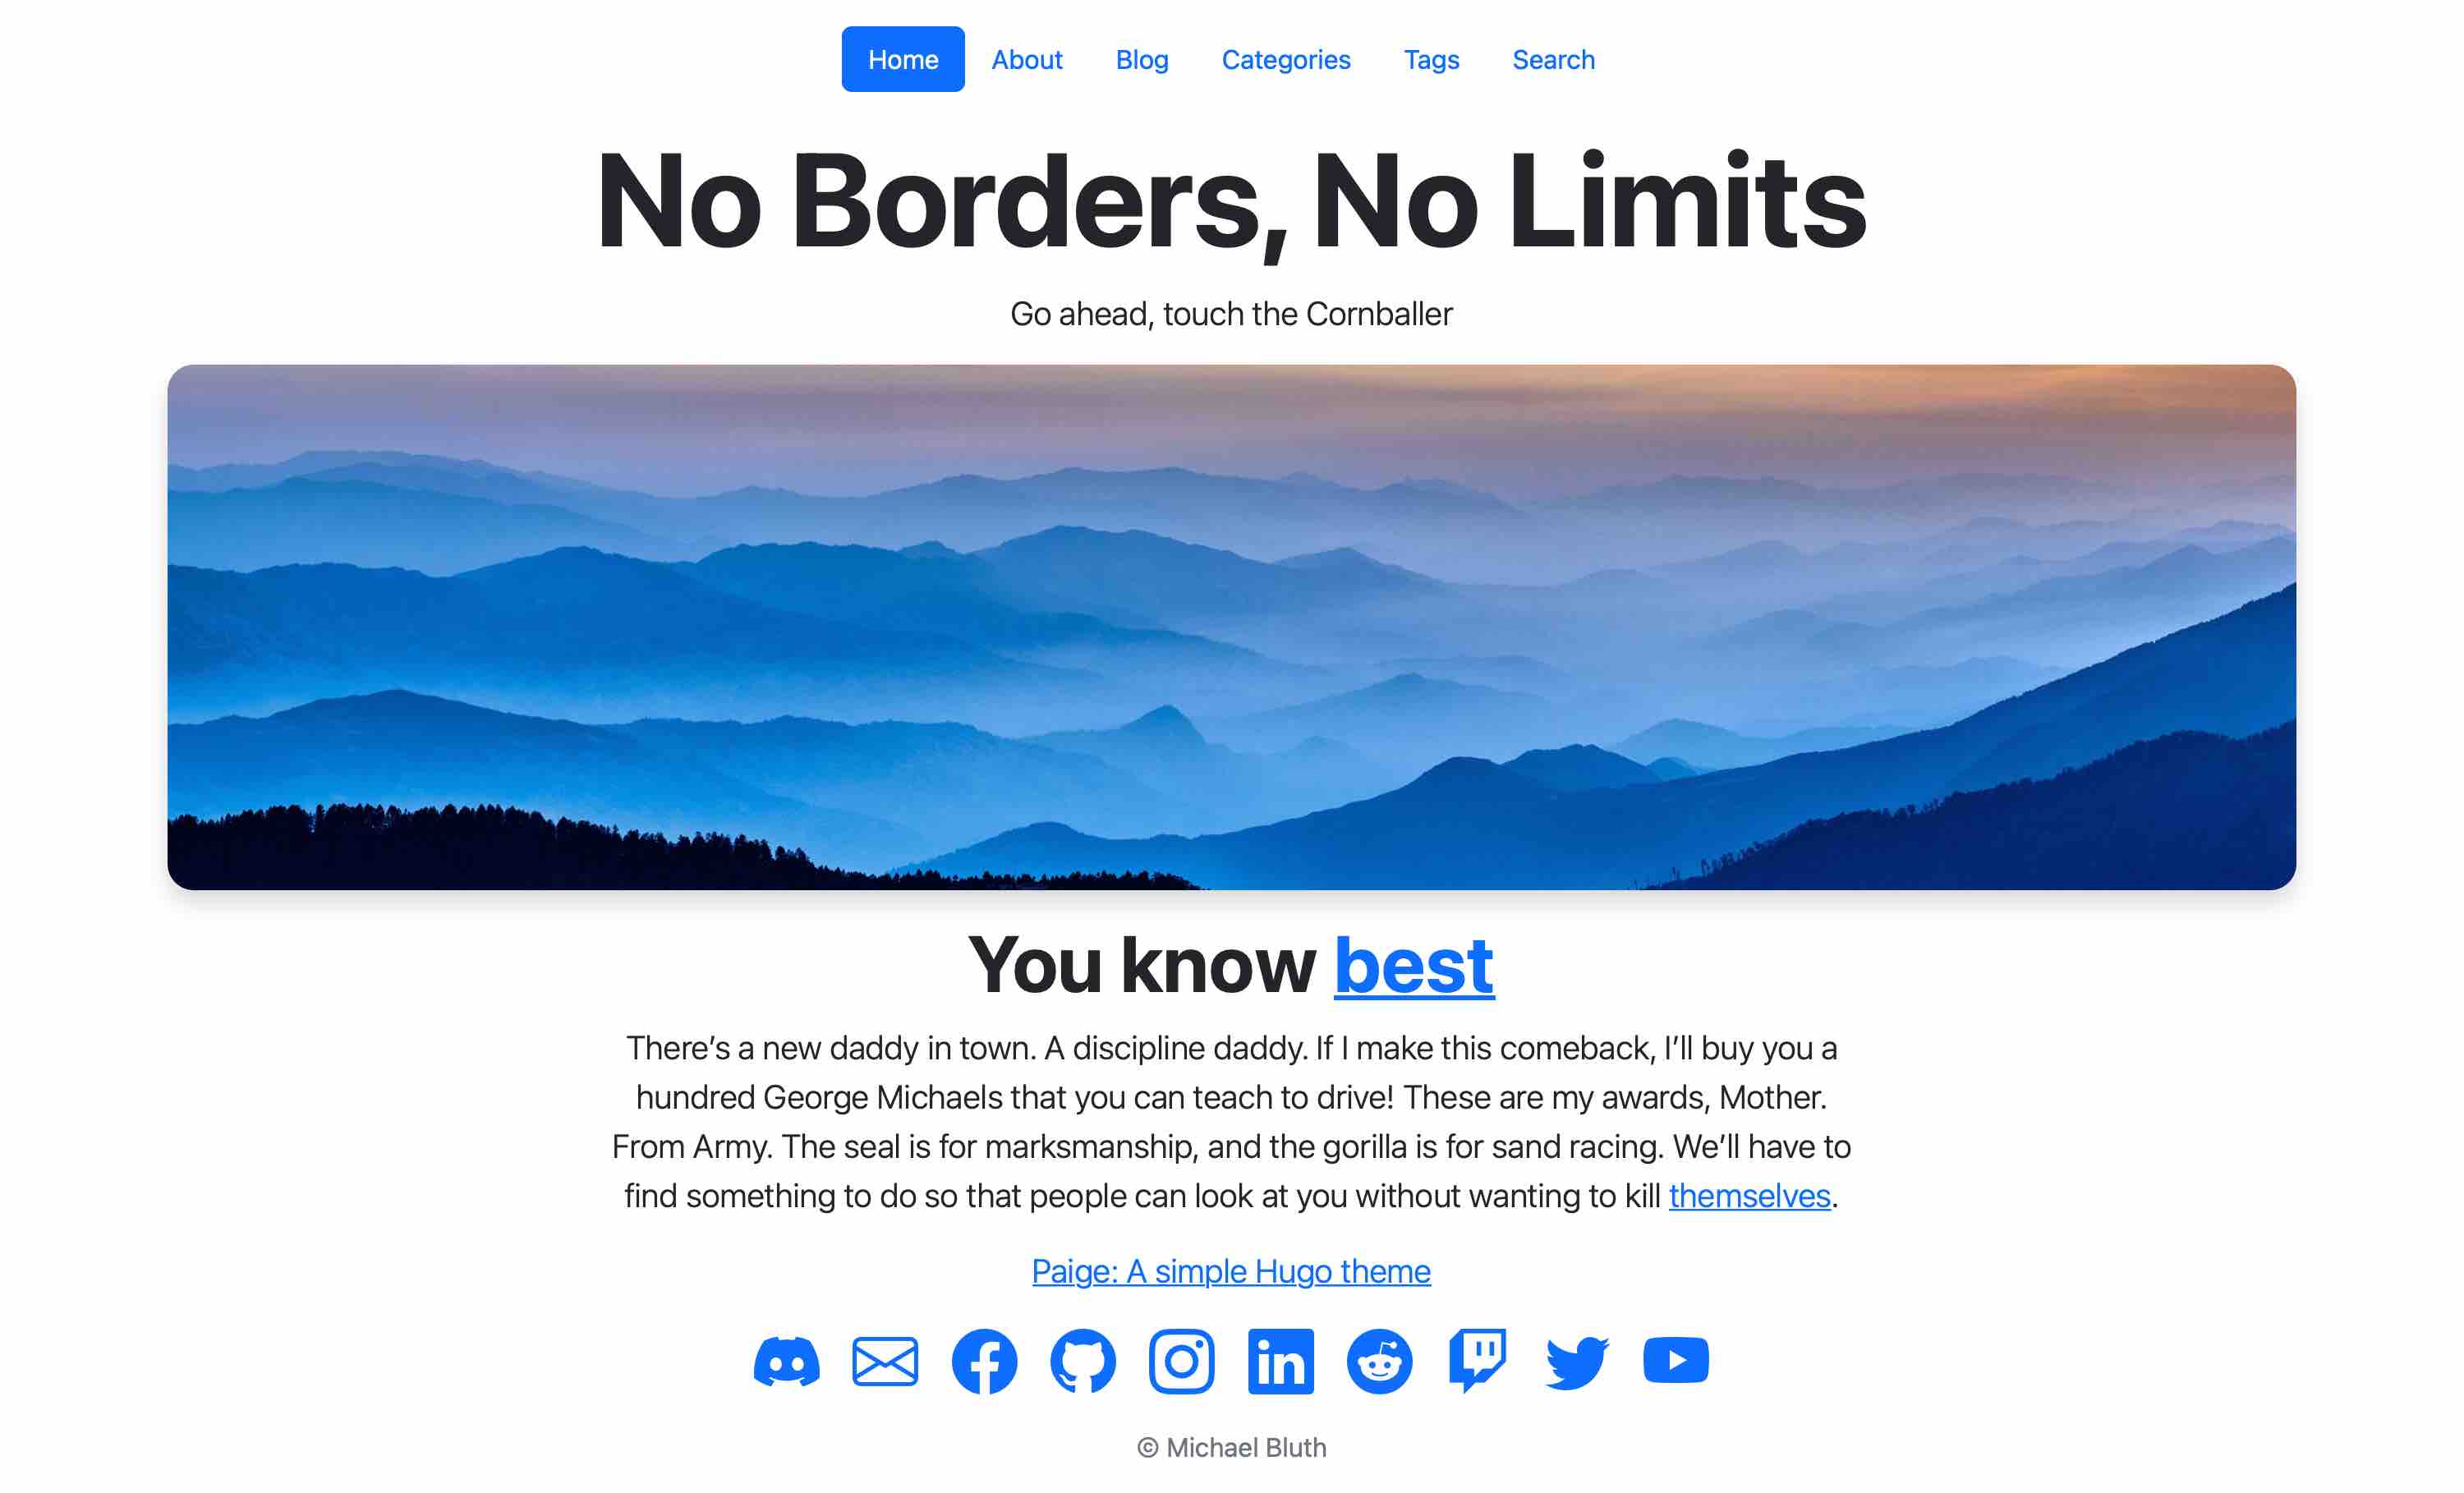 Home About Blog Categories Tags Search
No Borders, No Limits
Go ahead, touch the Cornballer
You know best
There’s a new daddy in town. A discipline daddy. If I make this comeback, I’ll buy you a
hundred George Michaels that you can teach to drive! These are my awards, Mother.
From Army. The seal is for marksmanship, and the gorilla is for sand racing. We’ll have to
find something to do so that people can look at you without wanting to kill themselves.
Paige: A simple Hugo theme
© Michael Bluth